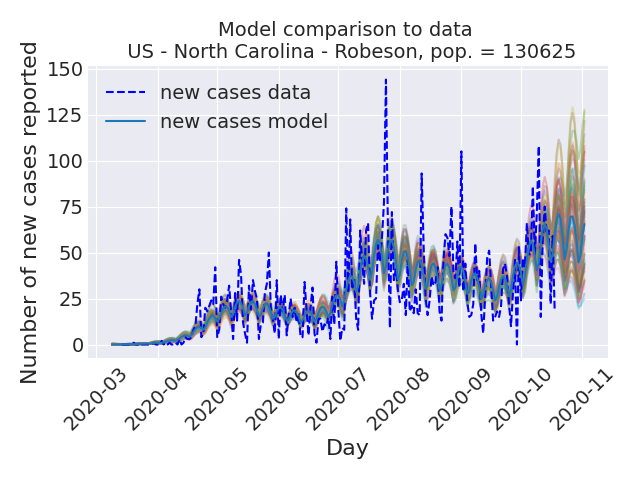 Model comparison to data
US - North Carolina - Robeson, pop. = 130625
Number of new cases reported
150
125
100
75
50
25
0
new cases data
new cases model
2020-03
2020-04
2020-05
2020-06
2020-07
2020-08
2020-09
2020-10
2020-11
Day